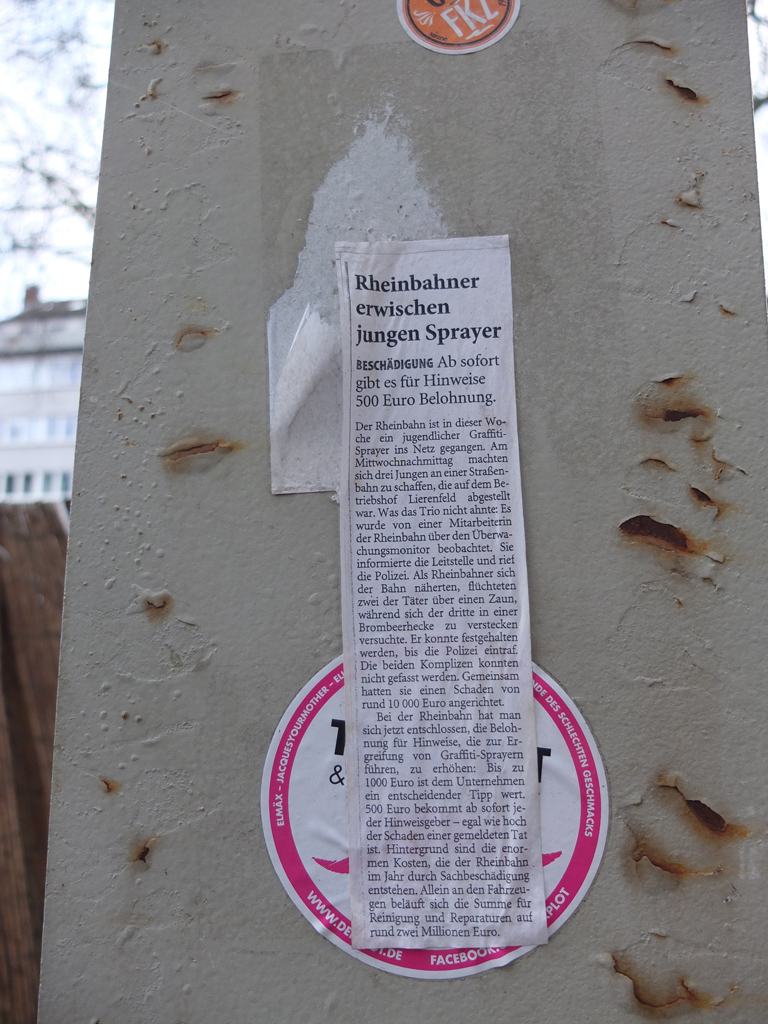 FKZ
Rheinbahner
erwischen
jungen Sprayer
BESCHÄDIGUNG Ab sofort
gibt es für Hinweise
500 Euro Belohnung.
Der Rheinbahn ist in dieser Wo-
che ein jugendlicher Graffiti-
Sprayer ins Netz gegangen. Am
Mittwochnachmittag machten
sich drei Jungen an einer Straßen-
bahn zu schaffen, die auf dem Be-
triebshof Lierenfeld abgestellt
war. Was das Trio nicht ahnte: Es
wurde von einer Mitarbeiterin
der Rheinbahn über den Überwa-
chungsmonitor beobachtet. Sie
informierte die Leitstelle und rief
die Polizei. Als Rheinbahner sich
der Bahn näherten, flüchteten
zwei der Täter über einen Zaun,
während sich der dritte in einer
Brombeerhecke zu verstecken
versuchte. Er konnte festgehalten
werden, bis die Polizei eintraf.
Die beiden Komplizen konnten
nicht gefasst werden. Gemeinsam
hatten sie einen Schaden von
rund 10 000 Euro angerichtet.
Bei der Rheinbahn hat man
sich jetzt entschlossen, die Beloh-
nung für Hinweise, die zur Er-
greifung von Graffiti-Sprayern
führen, zu erhöhen: Bis zu
1000 Euro ist dem Unternehmen
ein entscheidender Tipp wert.
500 Euro bekommt ab sofort je-
der Hinweisgeber – egal wie hoch
der Schaden einer gemeldeten Tat
ist. Hintergrund sind die enor-
men Kosten, die der Rheinbahn
im Jahr durch Sachbeschädigung
entstehen. Allein an den Fahrzeu-
gen beläuft sich die Summe für
Reinigung und Reparaturen auf
rund zwei Millionen Euro.
ELMÄX – JACQUESYOURMOTHER – EL
NDE DES SCHLECHTEN GESCHMACKS
T T
&
WWW.DE .DE FACEBOOK. PLOT